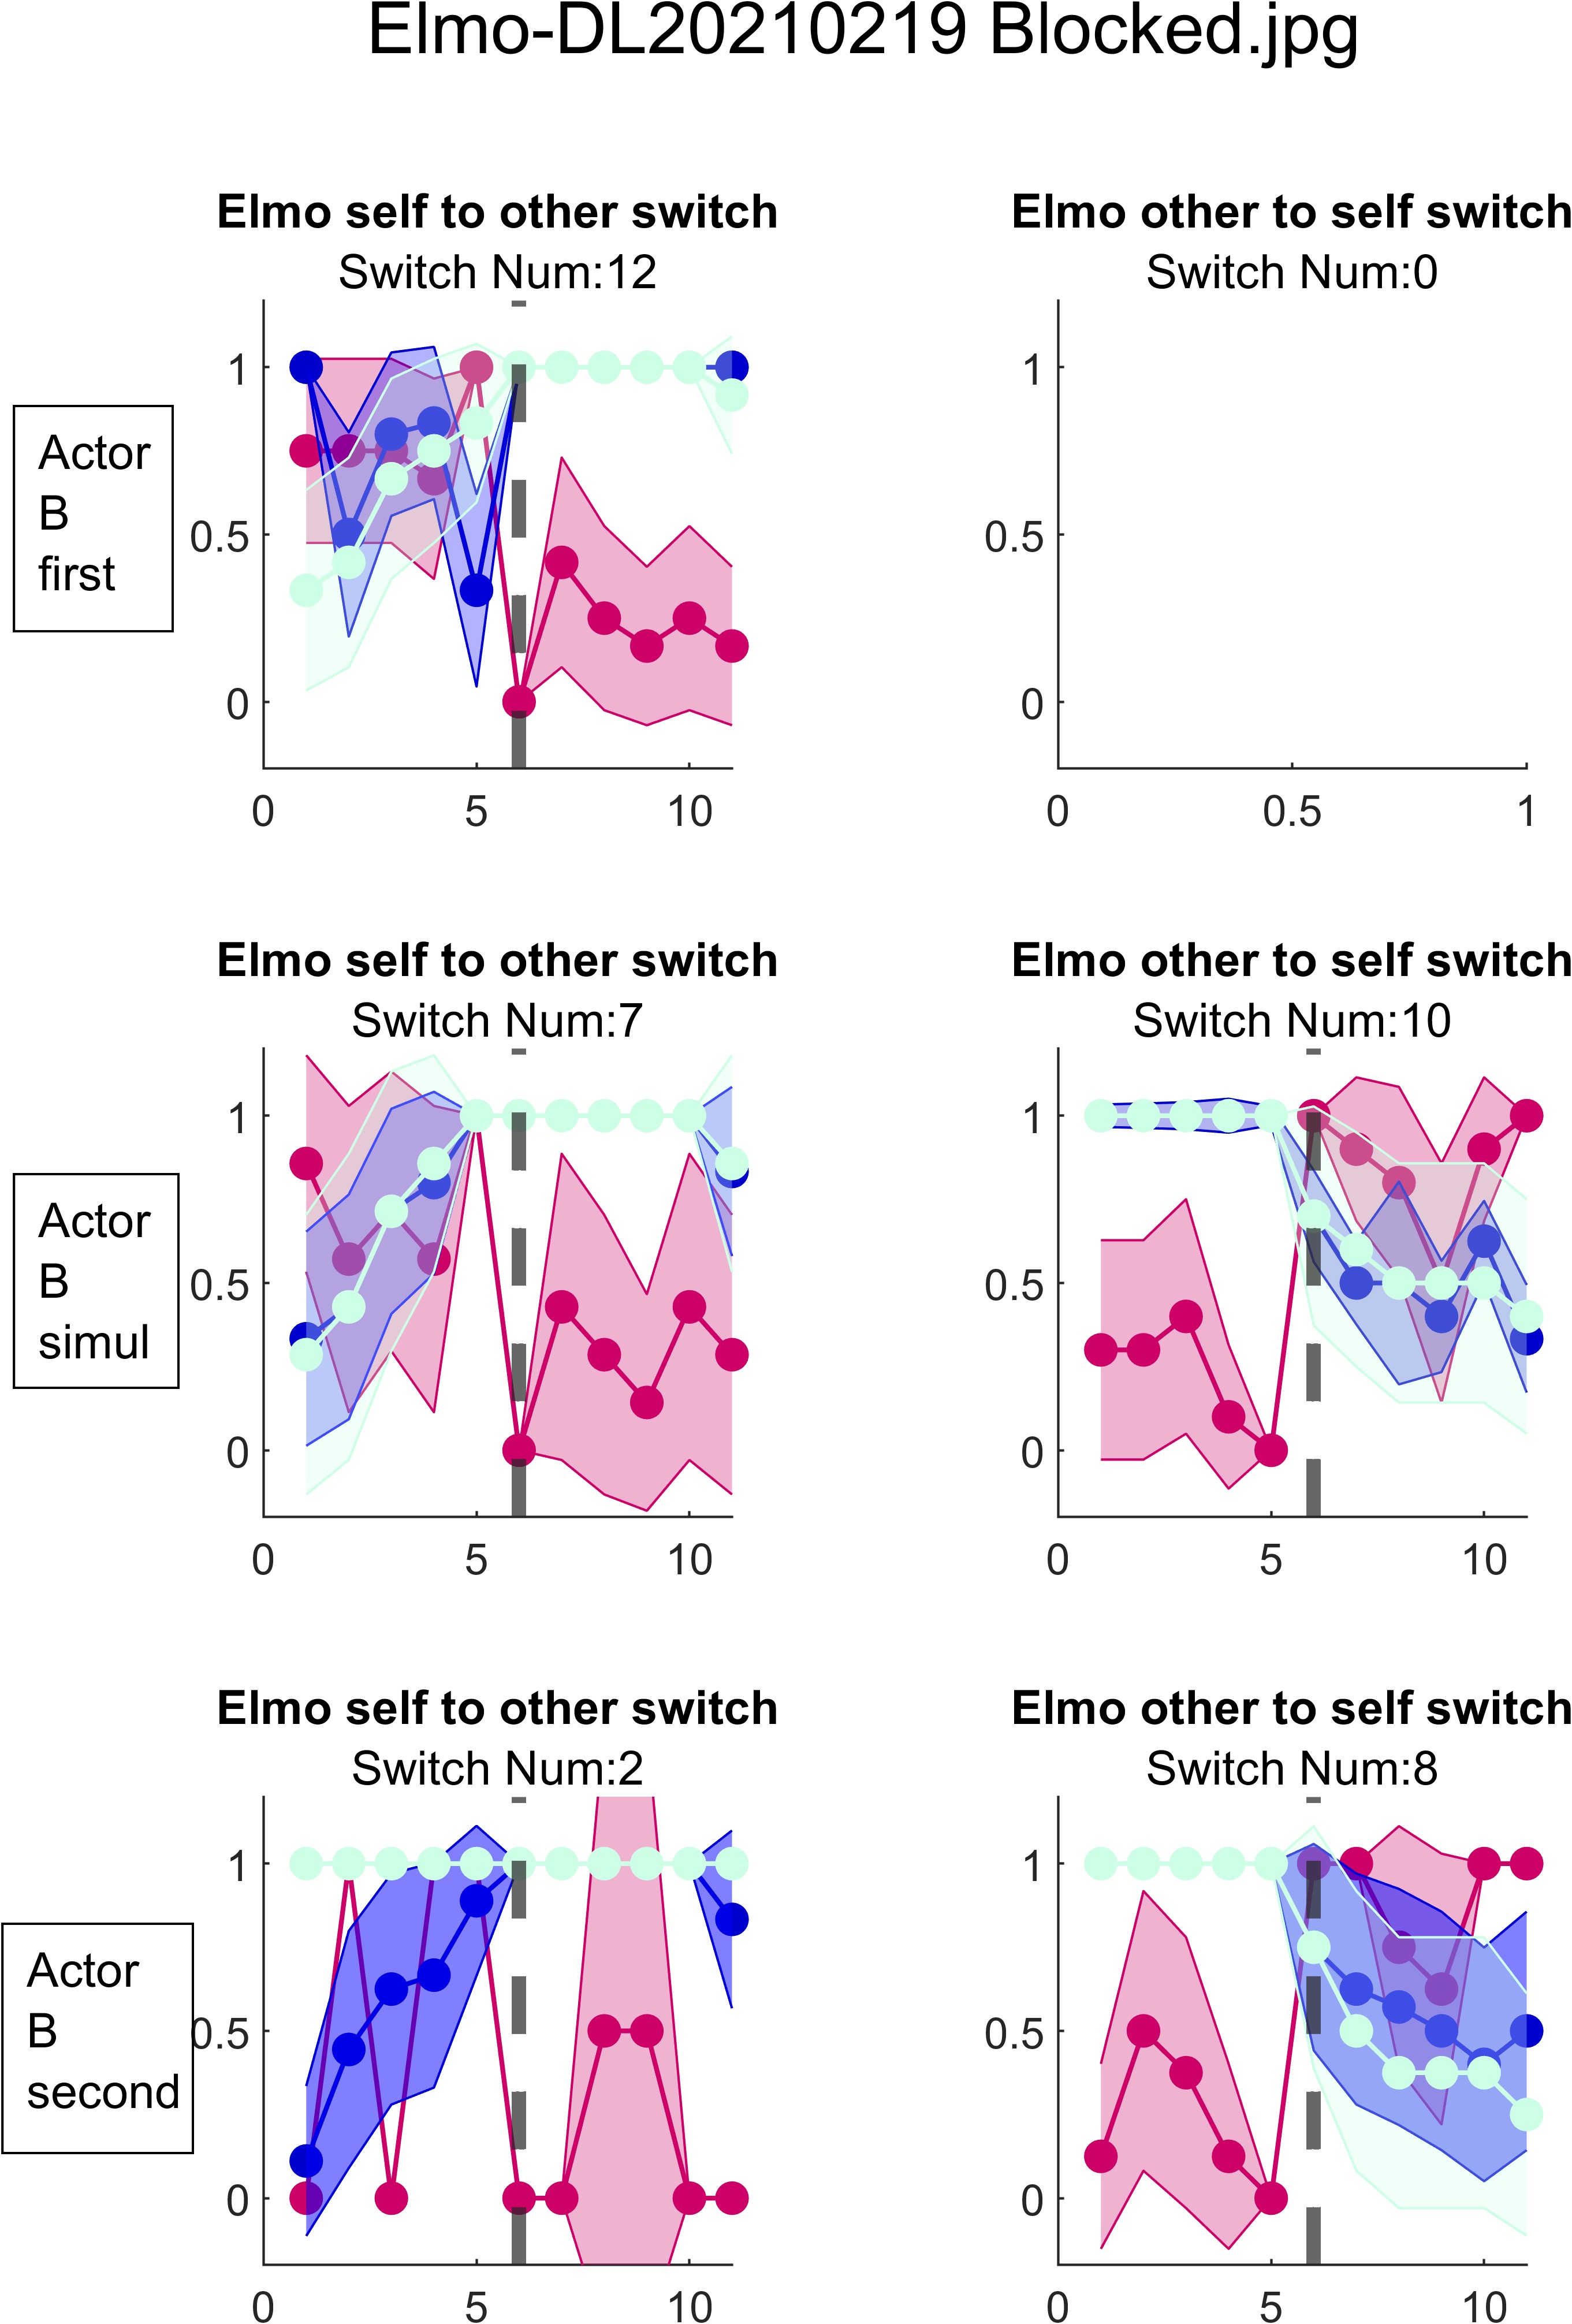 Elmo-DL20210219 Blocked.jpg
Elmo self to other switch
Switch Num:12
Elmo other to self switch
Switch Num:0
Actor
B
first
1
0.5
0
0
5
10
1
0.5
0
0
0.5
1
Elmo self to other switch
Switch Num:7
Elmo other to self switch
Switch Num:10
Actor
B
simul
1
0.5
0
0
5
10
1
0.5
0
0
5
10
Elmo self to other switch
Switch Num:2
Elmo other to self switch
Switch Num:8
Actor
B
second
1
0.5
0
0
5
10
1
0.5
0
0
5
10